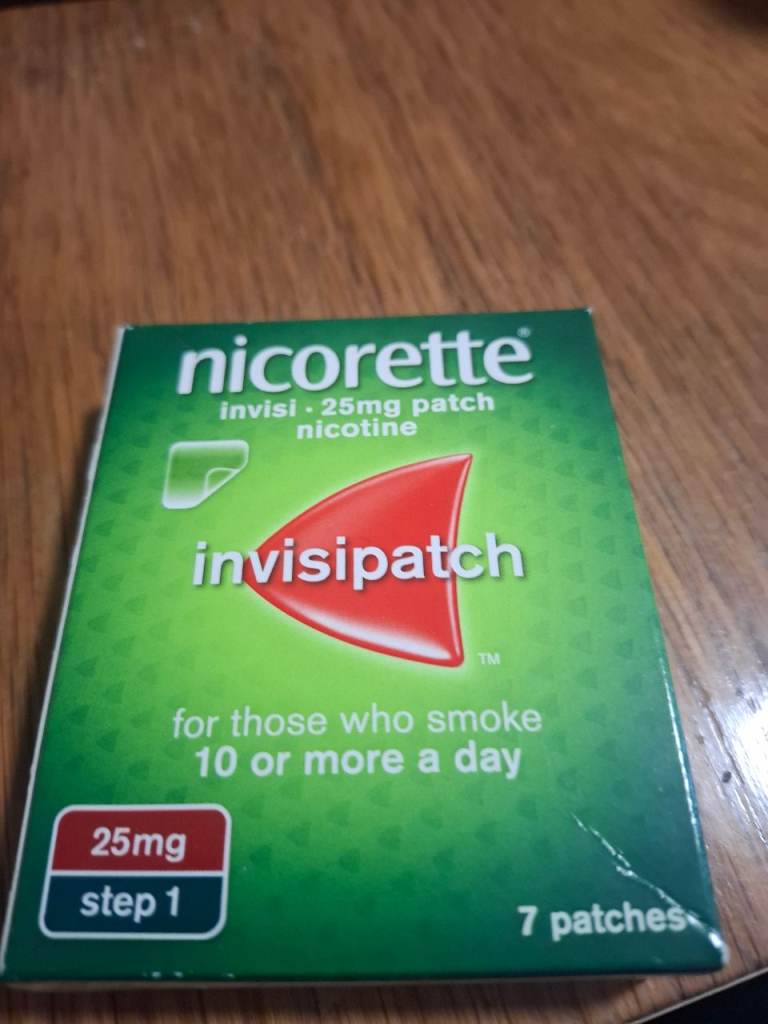 nicorette®
invisi · 25mg patch
nicotine
invisipatch
™
for those who smoke
10 or more a day
25mg
step 1
7 patches